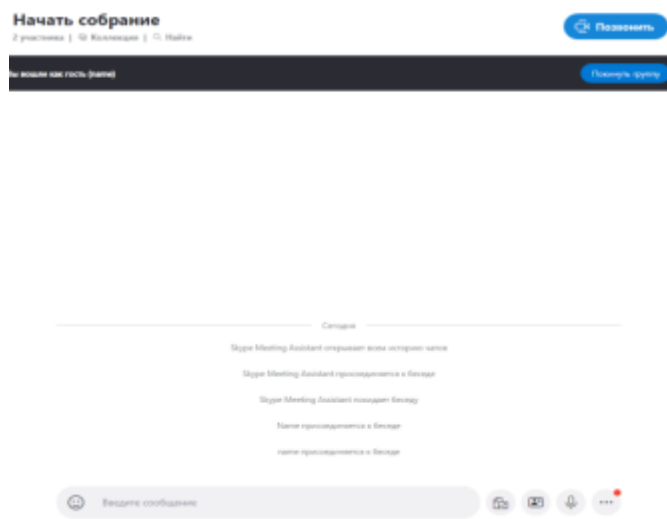 Начать собрание
2 участника | Коллекция | Найти
Позвонить
Вы вошли как гость (name)
Покинуть группу
Сегодня
Skype Meeting Assistant открывает всем историю чатов
Skype Meeting Assistant присоединяется к беседе
Skype Meeting Assistant покидает беседу
Name присоединяется к беседе
name присоединяется к беседе
Введите сообщение